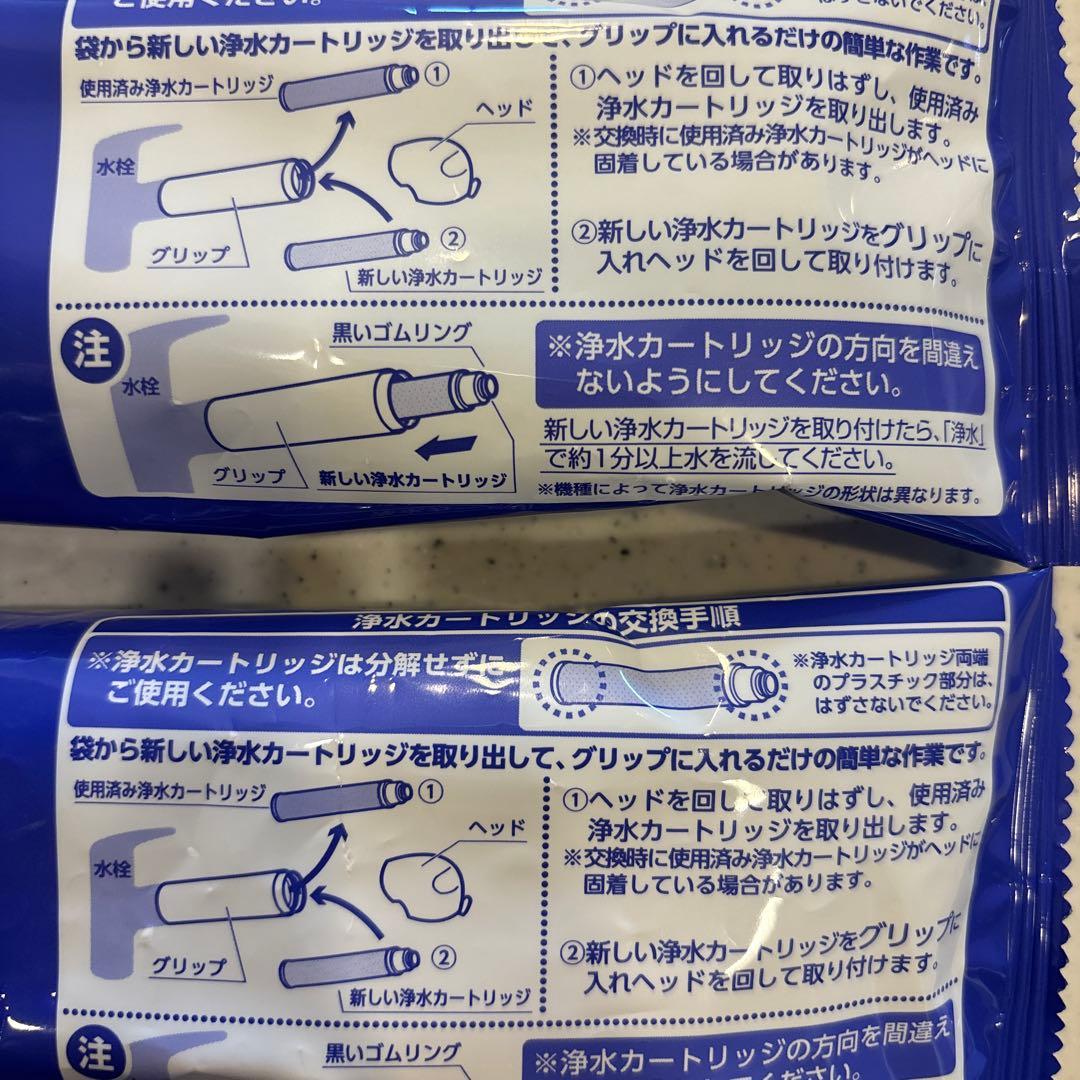 ご使用ください。
はずさないでください。
袋から新しい浄水カートリッジを取り出して、グリップに入れるだけの簡単な作業です。
使用済み浄水カートリッジ
①
ヘッド
水栓
グリップ
②
新しい浄水カートリッジ
①ヘッドを回して取りはずし、使用済み
浄水カートリッジを取り出します。
※交換時に使用済み浄水カートリッジがヘッドに
固着している場合があります。
②新しい浄水カートリッジをグリップに
入れヘッドを回して取り付けます。
注
黒いゴムリング
水栓
グリップ
新しい浄水カートリッジ
※浄水カートリッジの方向を間違え
ないようにしてください。
新しい浄水カートリッジを取り付けたら、「浄水」
で約1分以上水を流してください。
※機種によって浄水カートリッジの形状は異なります。
浄水カートリッジの交換手順
※浄水カートリッジは分解せずに
ご使用ください。
※浄水カートリッジ両端
のプラスチック部分は、
はずさないでください。
袋から新しい浄水カートリッジを取り出して、グリップに入れるだけの簡単な作業です。
使用済み浄水カートリッジ
①
ヘッド
水栓
グリップ
②
新しい浄水カートリッジ
①ヘッドを回して取りはずし、使用済み
浄水カートリッジを取り出します。
※交換時に使用済み浄水カートリッジがヘッドに
固着している場合があります。
②新しい浄水カートリッジをグリップに
入れヘッドを回して取り付けます。
注
黒いゴムリング
※浄水カートリッジの方向を間違え